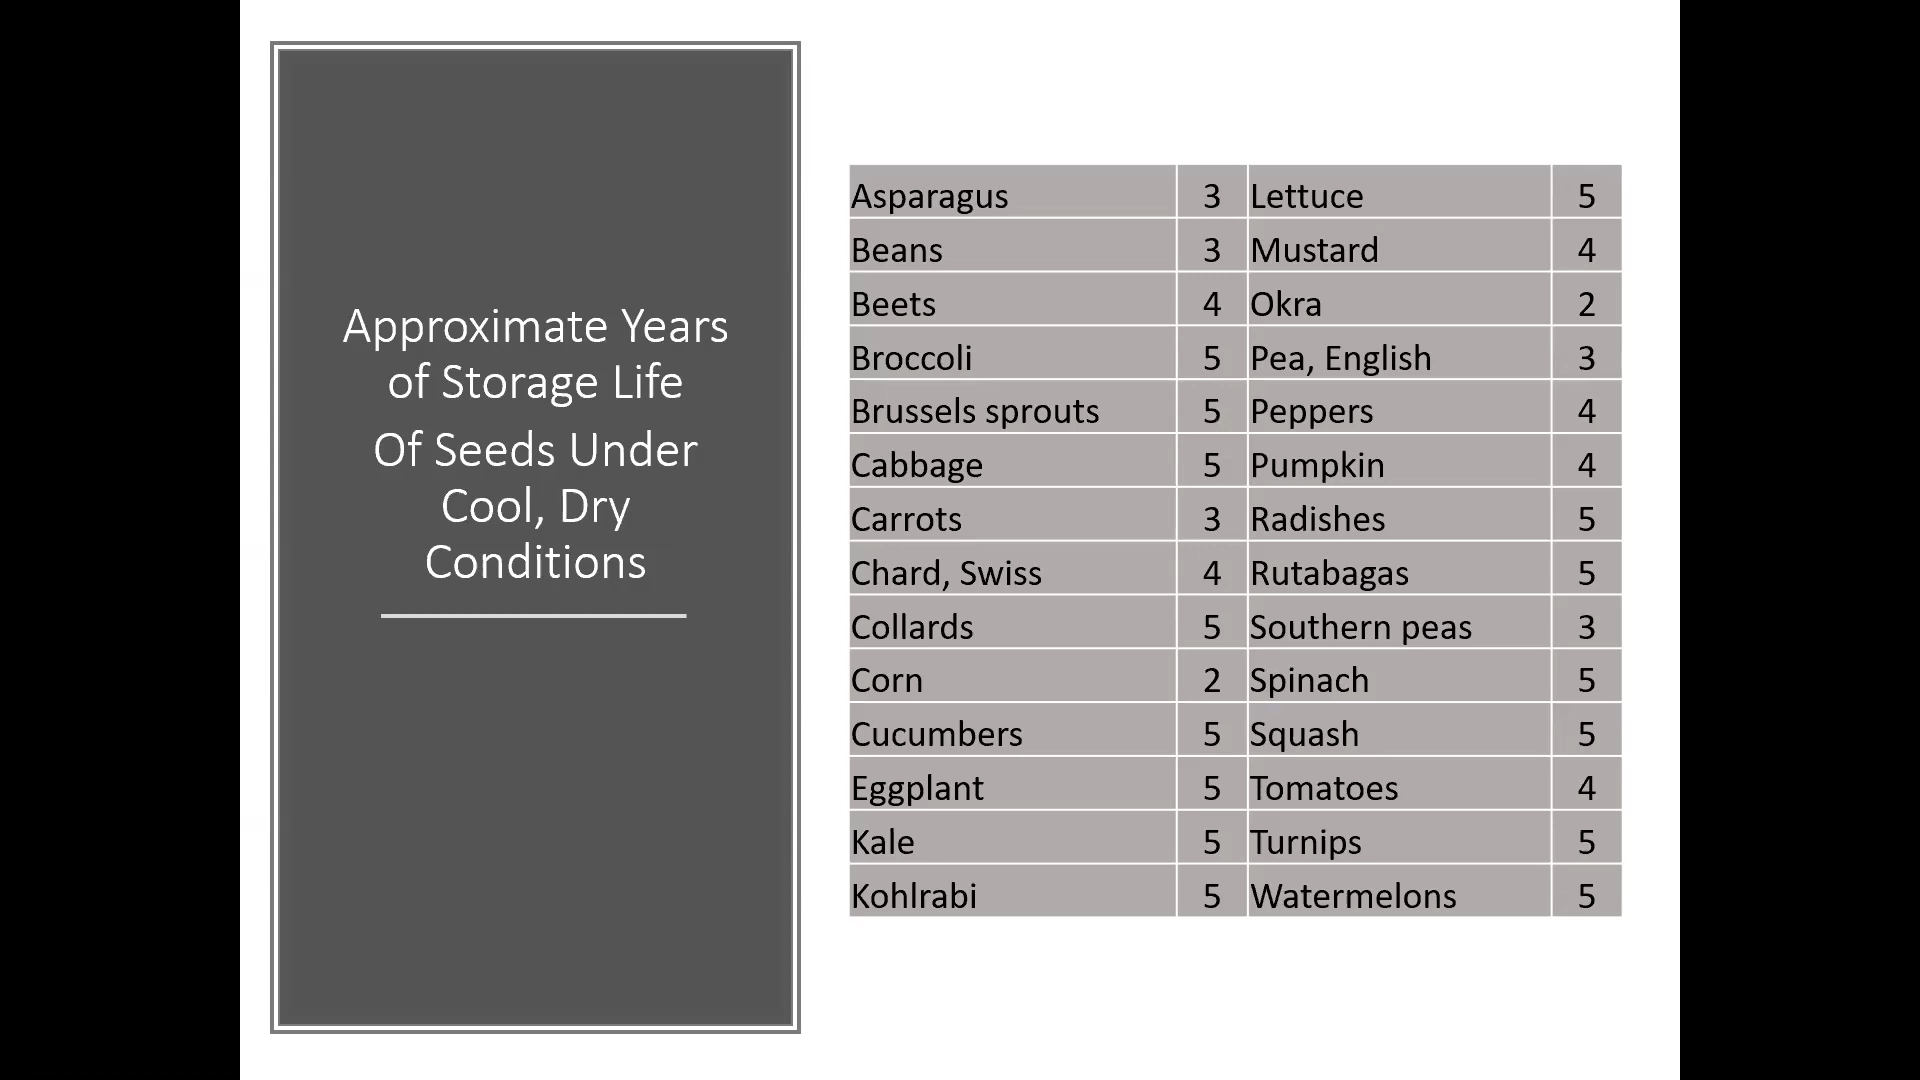 Approximate Years
of Storage Life
Of Seeds Under
Cool, Dry
Conditions
Asparagus 3 Lettuce 5
Beans 3 Mustard 4
Beets 4 Okra 2
Broccoli 5 Pea, English 3
Brussels sprouts 5 Peppers 4
Cabbage 5 Pumpkin 4
Carrots 3 Radishes 5
Chard, Swiss 4 Rutabagas 5
Collards 5 Southern peas 3
Corn 2 Spinach 5
Cucumbers 5 Squash 5
Eggplant 5 Tomatoes 4
Kale 5 Turnips 5
Kohlrabi 5 Watermelons 5